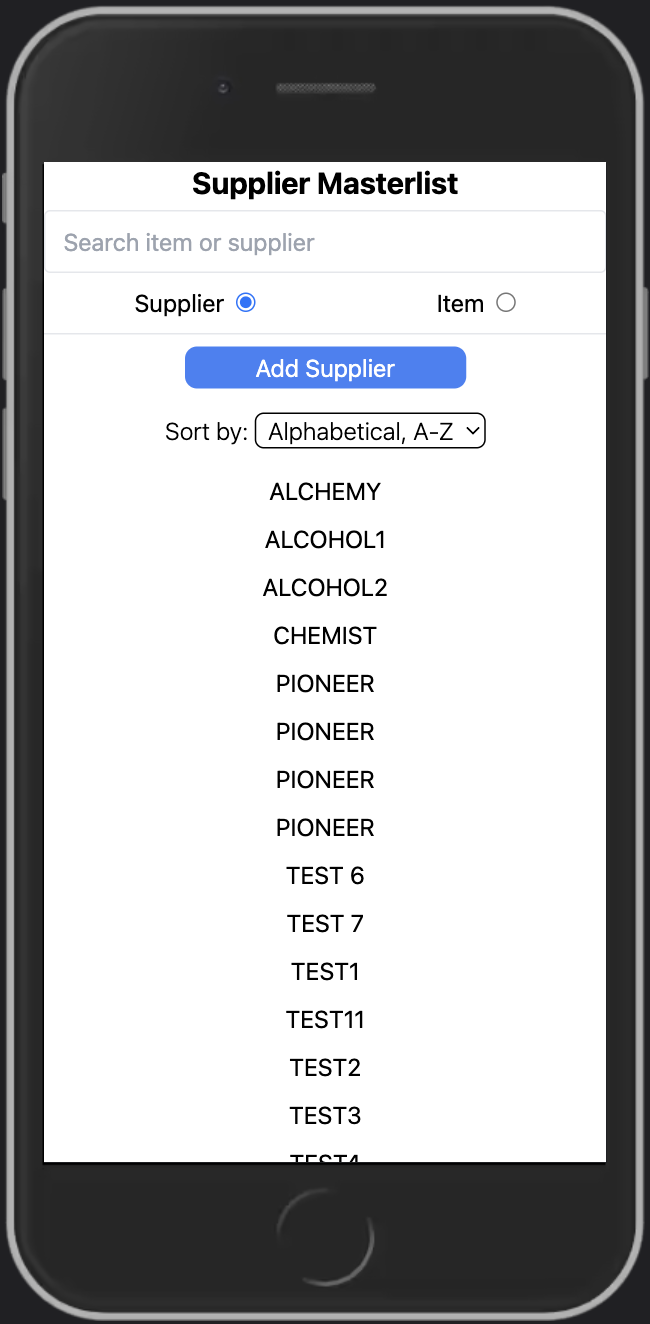 Supplier Masterlist
Search item or supplier
Supplier Item
Add Supplier
Sort by: Alphabetical, A-Z
ALCHEMY
ALCOHOL1
ALCOHOL2
CHEMIST
PIONEER
PIONEER
PIONEER
PIONEER
TEST 6
TEST 7
TEST1
TEST11
TEST2
TEST3
TEST4